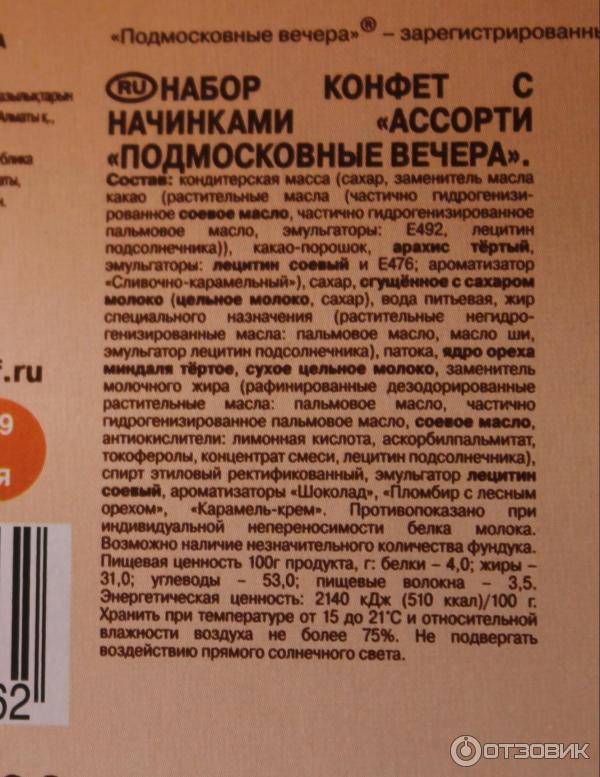 «Подмосковные вечера»® – зарегистрированны
А
азылықтарын
Алматы қ.,
блика
аты,
н.
RU НАБОР КОНФЕТ С
НАЧИНКАМИ «АССОРТИ
«ПОДМОСКОВНЫЕ ВЕЧЕРА».
Состав: кондитерская масса (сахар, заменитель масла
какао (растительные масла (частично гидрогенизи-
рованное соевое масло, частично гидрогенизированное
пальмовое масло, эмульгаторы: Е492, лецитин
подсолнечника)), какао-порошок, арахис тёртый,
эмульгаторы: лецитин соевый и Е476; ароматизатор
«Сливочно-карамельный»), сахар, сгущённое с сахаром
молоко (цельное молоко, сахар), вода питьевая, жир
специального назначения (растительные негидро-
генизированные масла: пальмовое масло, масло ши,
эмульгатор лецитин подсолнечника), патока, ядро ореха
миндаля тёртое, сухое цельное молоко, заменитель
молочного жира (рафинированные дезодорированные
растительные масла: пальмовое масло, частично
гидрогенизированное пальмовое масло, соевое масло,
антиокислители: лимонная кислота, аскорбилпальмитат,
токоферолы, концентрат смеси, лецитин подсолнечника),
спирт этиловый ректификованный, эмульгатор лецитин
соевый, ароматизаторы «Шоколад», «Пломбир с лесным
орехом», «Карамель-крем». Противопоказано при
индивидуальной непереносимости белка молока.
Возможно наличие незначительного количества фундука.
Пищевая ценность 100г продукта, г: белки – 4,0; жиры –
31,0; углеводы – 53,0; пищевые волокна – 3,5.
Энергетическая ценность: 2140 кДж (510 ккал)/100 г.
Хранить при температуре от 15 до 21°С и относительной
влажности воздуха не более 75%. Не подвергать
воздействию прямого солнечного света.
f.ru
9
я
62
ОТЗОВИК